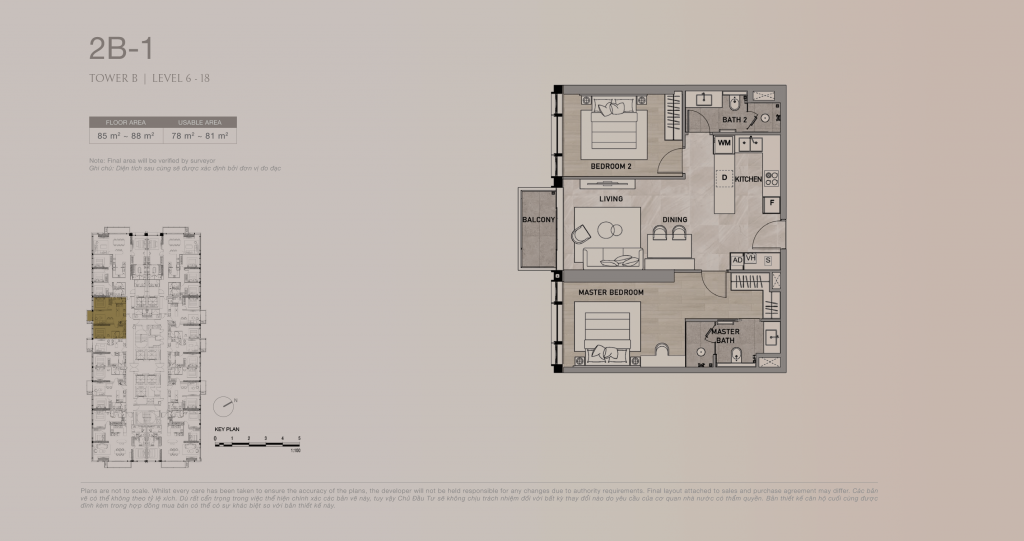 2B-1
TOWER B | LEVEL 6 - 18
FLOOR AREA USABLE AREA
85 m² – 88 m² 78 m² – 81 m²
Note: Final area will be verified by surveyor
Ghi chú: Diện tích sau cùng sẽ được xác định bởi đơn vị đo đạc.
BATH 2
BEDROOM 2
WM
D
KITCHEN
F
LIVING
BALCONY
DINING
AD VH S
MASTER BEDROOM
MASTER
BATH
N
KEY PLAN
0 1 2 3 4 5
1:100
Plans are not to scale. Whilst every care has been taken to ensure the accuracy of the plans, the developer will not be held responsible for any changes due to authority requirements. Final layout attached to sales and purchase agreement may differ. Các bản
vẽ có thể không theo tỷ lệ xích. Dù rất cẩn trọng trong việc thể hiện chính xác các bản vẽ này, tuy vậy Chủ Đầu Tư sẽ không chịu trách nhiệm đối với bất kỳ thay đổi nào do yêu cầu của cơ quan nhà nước có thẩm quyền. Bản thiết kế căn hộ cuối cùng được
đính kèm trong hợp đồng mua bán có thể có sự khác biệt so với bản thiết kế này.